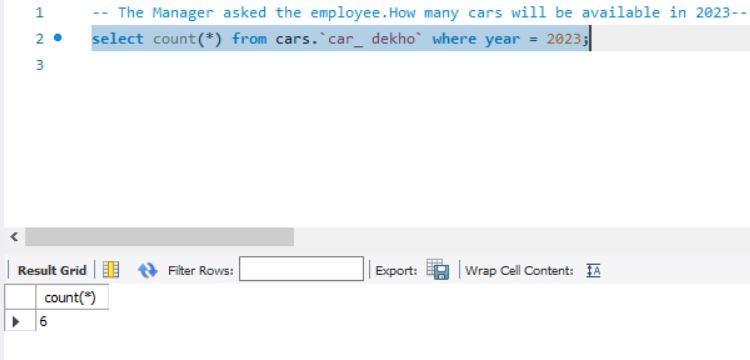 1 -- The Manager asked the employee.How many cars will be available in 2023--
2 select count(*) from cars.`car_ dekho` where year = 2023;
3
Result Grid Filter Rows: Export: Wrap Cell Content: IA
count(*)
6